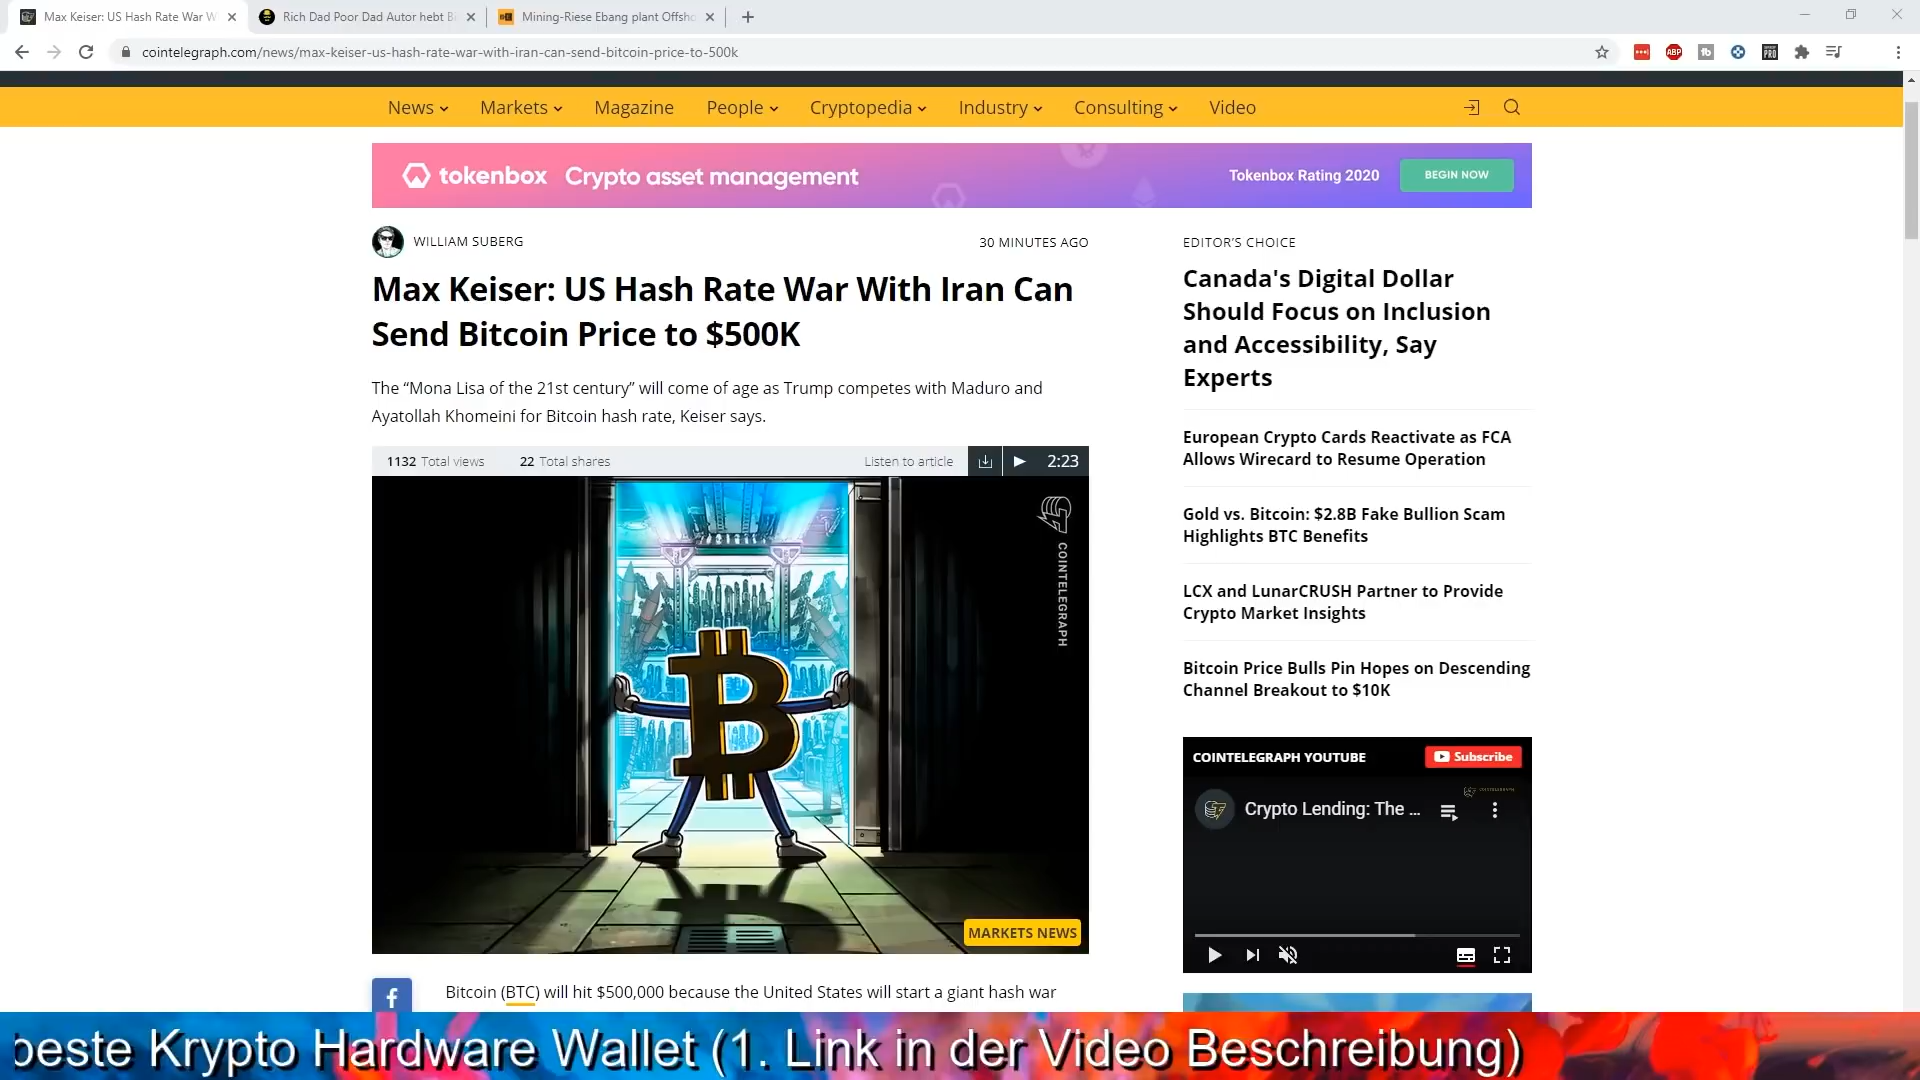 Max Keiser: US Hash Rate War W
Rich Dad Poor Dad Autor hebt Bi
Mining-Riese Ebang plant Offsho
cointelegraph.com/news/max-keiser-us-hash-rate-war-with-iran-can-send-bitcoin-price-to-500k
ABP
PRO
News
Markets
Magazine
People
Cryptopedia
Industry
Consulting
Video
tokenbox Crypto asset management
Tokenbox Rating 2020
BEGIN NOW
WILLIAM SUBERG
30 MINUTES AGO
Max Keiser: US Hash Rate War With Iran Can
Send Bitcoin Price to $500K
The “Mona Lisa of the 21st century” will come of age as Trump competes with Maduro and
Ayatollah Khomeini for Bitcoin hash rate, Keiser says.
1132 Total views
22 Total shares
Listen to article
2:23
COINTELEGRAPH
MARKETS NEWS
Bitcoin (BTC) will hit $500,000 because the United States will start a giant hash war
EDITOR’S CHOICE
Canada's Digital Dollar
Should Focus on Inclusion
and Accessibility, Say
Experts
European Crypto Cards Reactivate as FCA
Allows Wirecard to Resume Operation
Gold vs. Bitcoin: $2.8B Fake Bullion Scam
Highlights BTC Benefits
LCX and LunarCRUSH Partner to Provide
Crypto Market Insights
Bitcoin Price Bulls Pin Hopes on Descending
Channel Breakout to $10K
COINTELEGRAPH YOUTUBE
Subscribe
Crypto Lending: The ...
beste Krypto Hardware Wallet (1. Link in der Video Beschreibung)